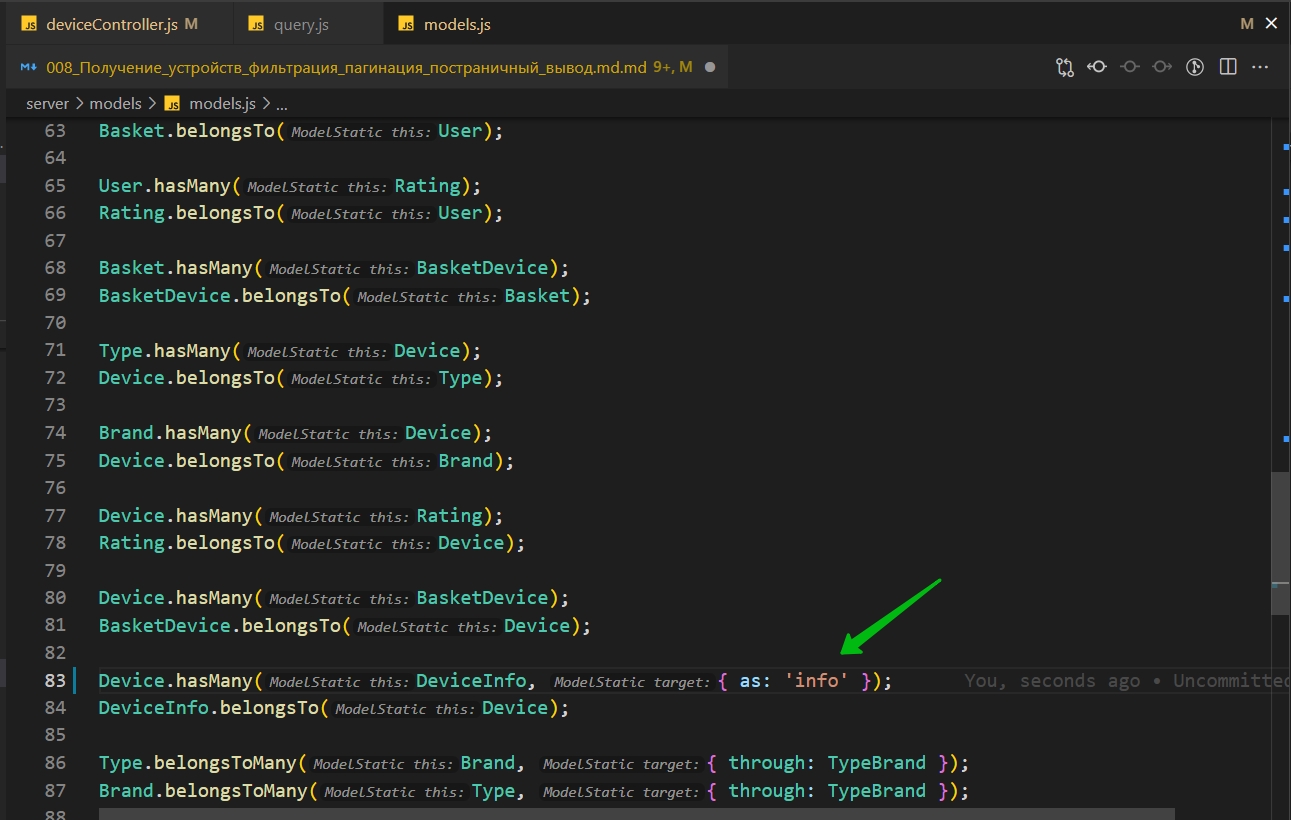 JS deviceController.js M
JS query.js
JS models.js
M
008_Получение_устройств_фильтрация_пагинация_постраничный_вывод.md.md 9+, M
server > models > JS models.js > ...
63 Basket.belongsTo(ModelStatic this: User);
64
65 User.hasMany(ModelStatic this: Rating);
66 Rating.belongsTo(ModelStatic this: User);
67
68 Basket.hasMany(ModelStatic this: BasketDevice);
69 BasketDevice.belongsTo(ModelStatic this: Basket);
70
71 Type.hasMany(ModelStatic this: Device);
72 Device.belongsTo(ModelStatic this: Type);
73
74 Brand.hasMany(ModelStatic this: Device);
75 Device.belongsTo(ModelStatic this: Brand);
76
77 Device.hasMany(ModelStatic this: Rating);
78 Rating.belongsTo(ModelStatic this: Device);
79
80 Device.hasMany(ModelStatic this: BasketDevice);
81 BasketDevice.belongsTo(ModelStatic this: Device);
82
83 Device.hasMany(ModelStatic this: DeviceInfo, ModelStatic target: { as: 'info' }); You, seconds ago • Uncommitted
84 DeviceInfo.belongsTo(ModelStatic this: Device);
85
86 Type.belongsToMany(ModelStatic this: Brand, ModelStatic target: { through: TypeBrand });
87 Brand.belongsToMany(ModelStatic this: Type, ModelStatic target: { through: TypeBrand });
88